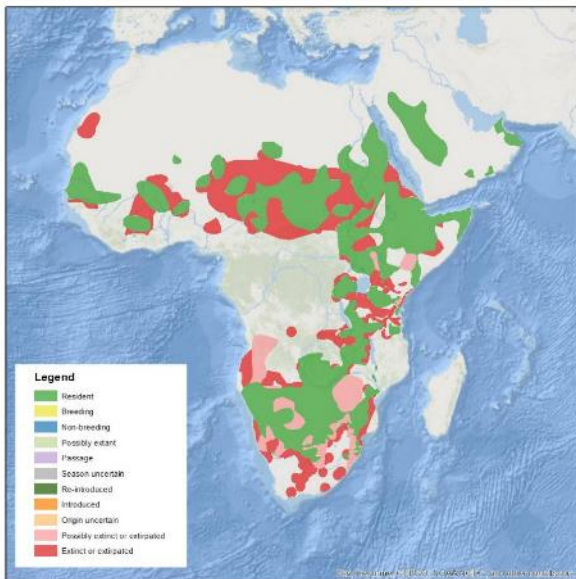 Legend
Resident
Breeding
Non-breeding
Possibly extant
Passage
Season uncertain
Re-introduced
Introduced
Origin uncertain
Possibly extinct or extirpated
Extinct or extirpated